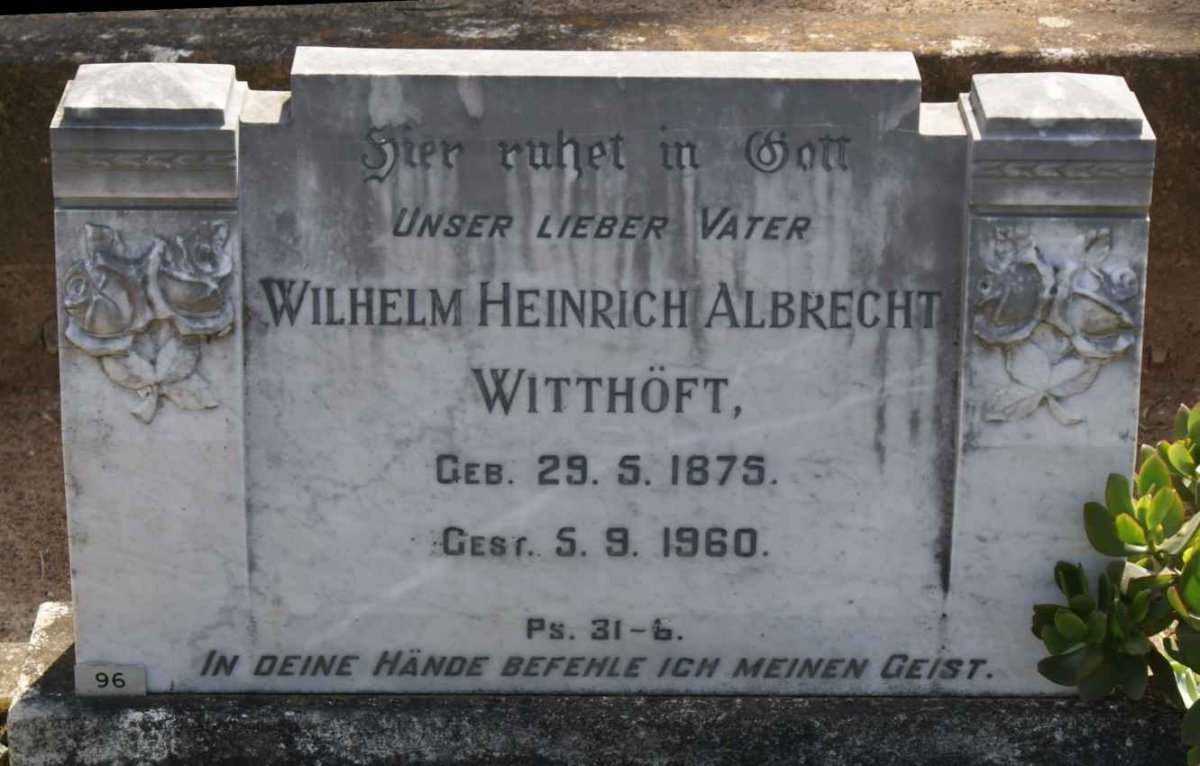 Hier ruhet in Gott
UNSER LIEBER VATER
WILHELM HEINRICH ALBRECHT
WITTHÖFT,
GEB. 29. 5. 1875.
GEST. 5. 9. 1960.
PS. 31-6.
IN DEINE HÄNDE BEFEHLE ICH MEINEN GEIST.
96